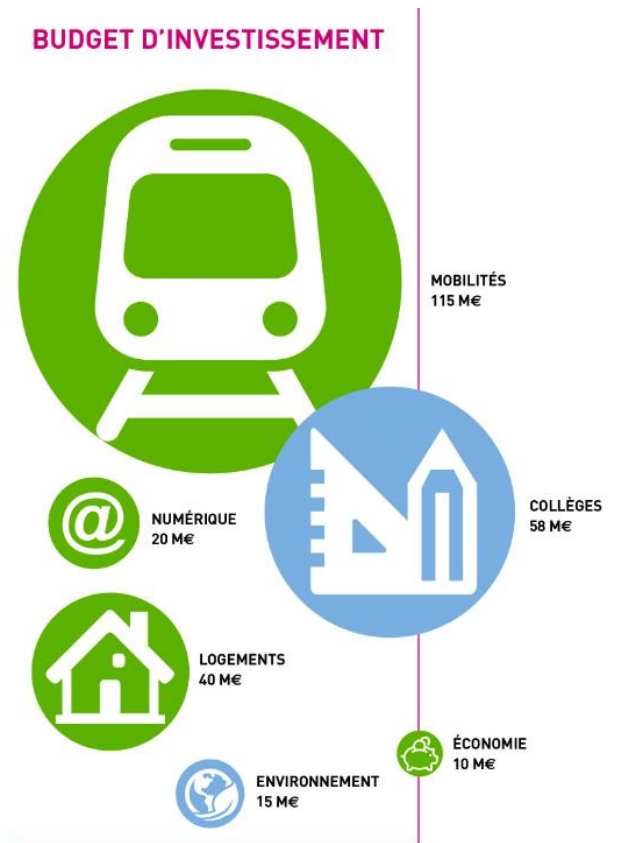 BUDGET D'INVESTISSEMENT
MOBILITÉS
115 M€
COLLÈGES
58 M€
@
NUMÉRIQUE
20 M€
LOGEMENTS
40 M€
ÉCONOMIE
10 M€
ENVIRONNEMENT
15 M€